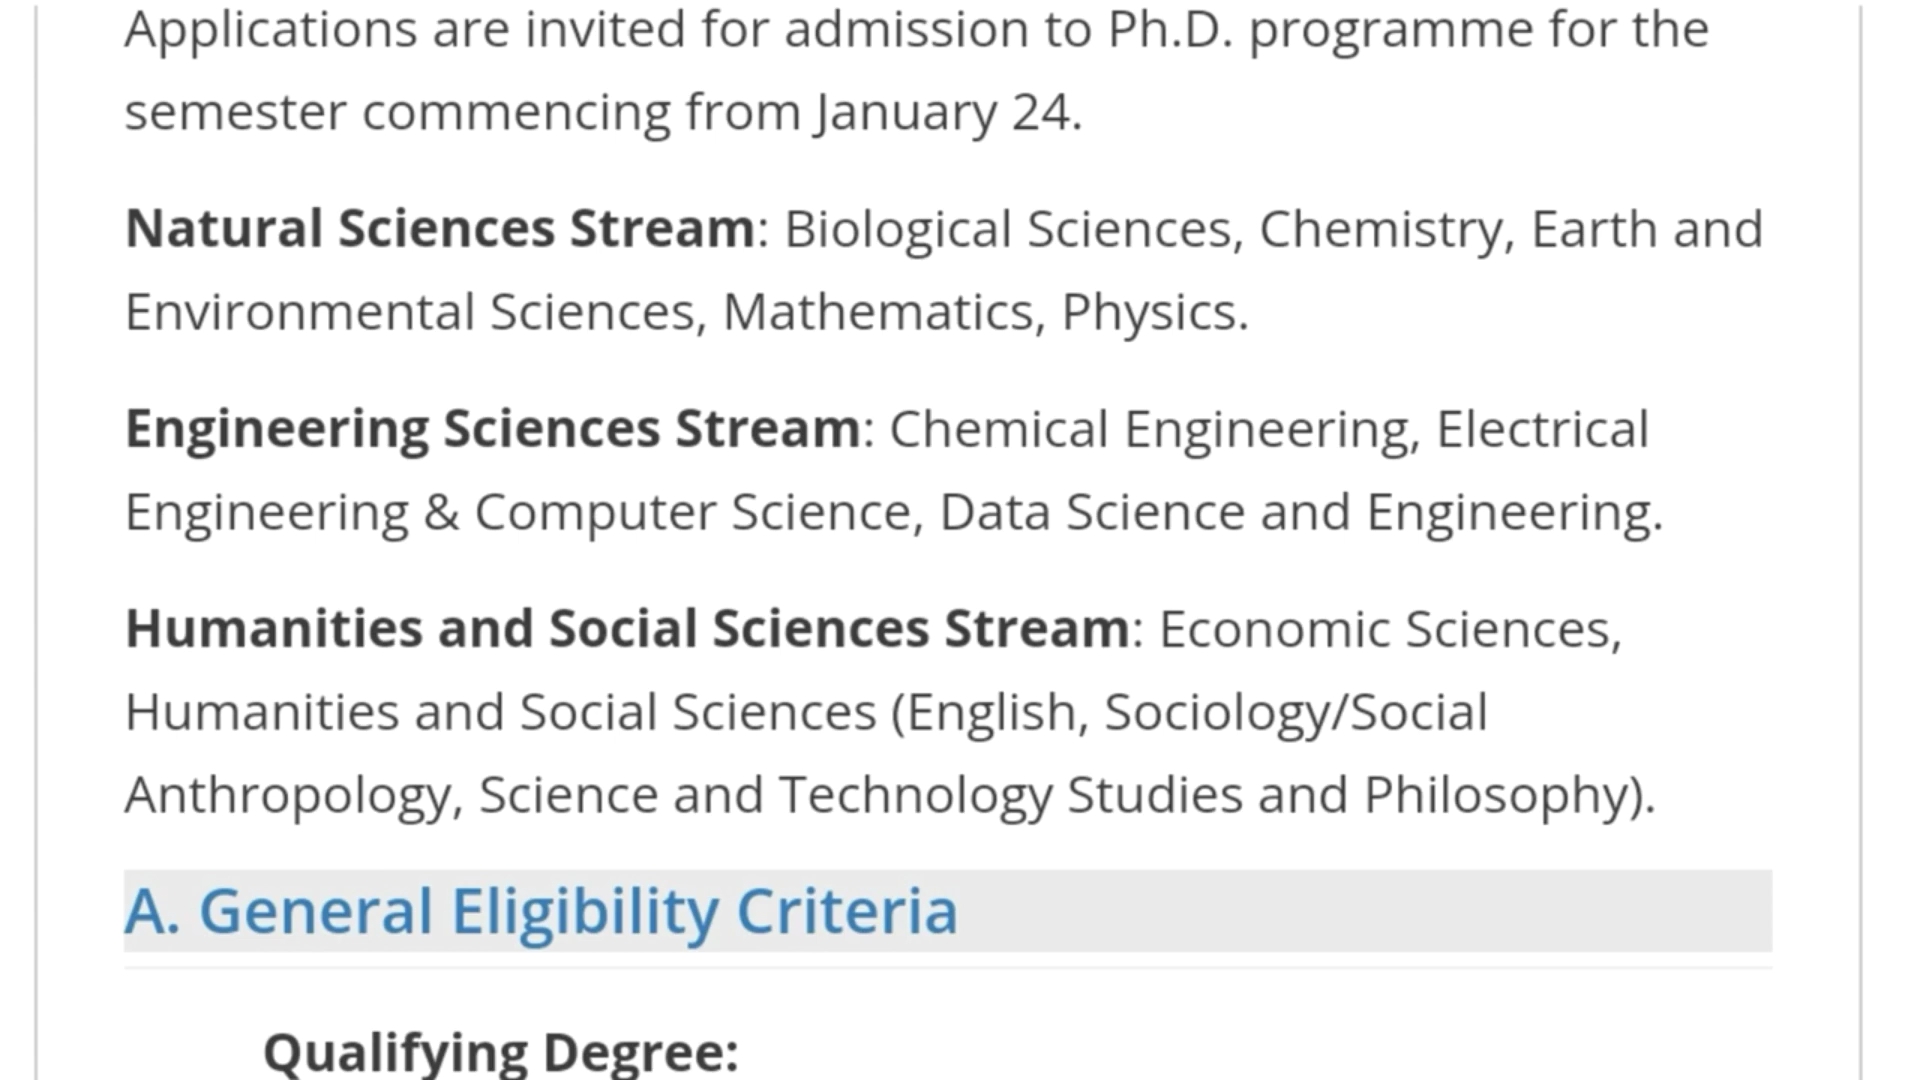 Applications are invited for admission to Ph.D. programme for the
semester commencing from January 24.
Natural Sciences Stream: Biological Sciences, Chemistry, Earth and
Environmental Sciences, Mathematics, Physics.
Engineering Sciences Stream: Chemical Engineering, Electrical
Engineering & Computer Science, Data Science and Engineering.
Humanities and Social Sciences Stream: Economic Sciences,
Humanities and Social Sciences (English, Sociology/Social
Anthropology, Science and Technology Studies and Philosophy).
A. General Eligibility Criteria
Qualifying Degree: